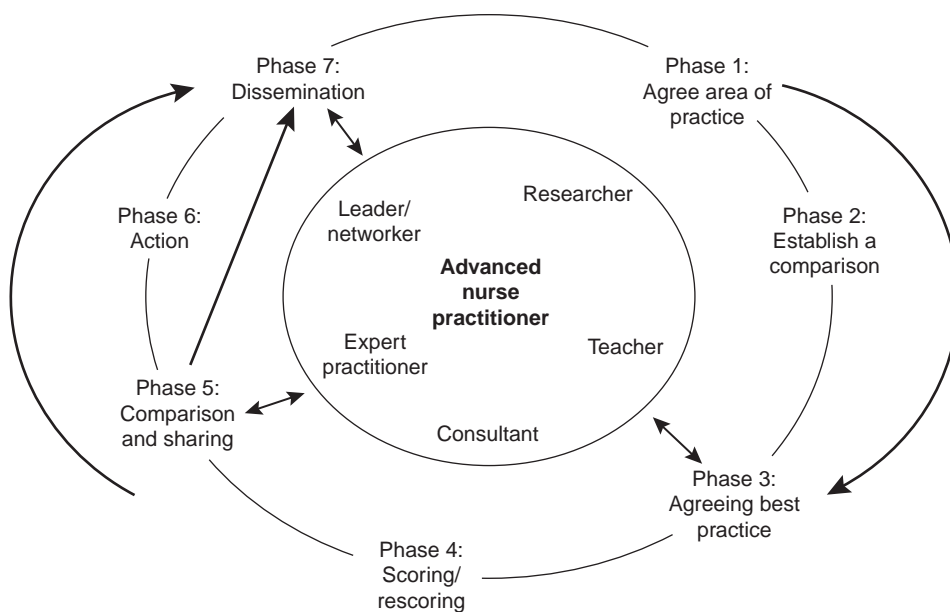 Phase 7:
Dissemination
Phase 1:
Agree area of
practice
Phase 2:
Establish a
comparison
Phase 3:
Agreeing best
practice
Phase 4:
Scoring/
rescoring
Phase 5:
Comparison
and sharing
Phase 6:
Action
Leader/
networker
Researcher
Advanced
nurse
practitioner
Expert
practitioner
Teacher
Consultant